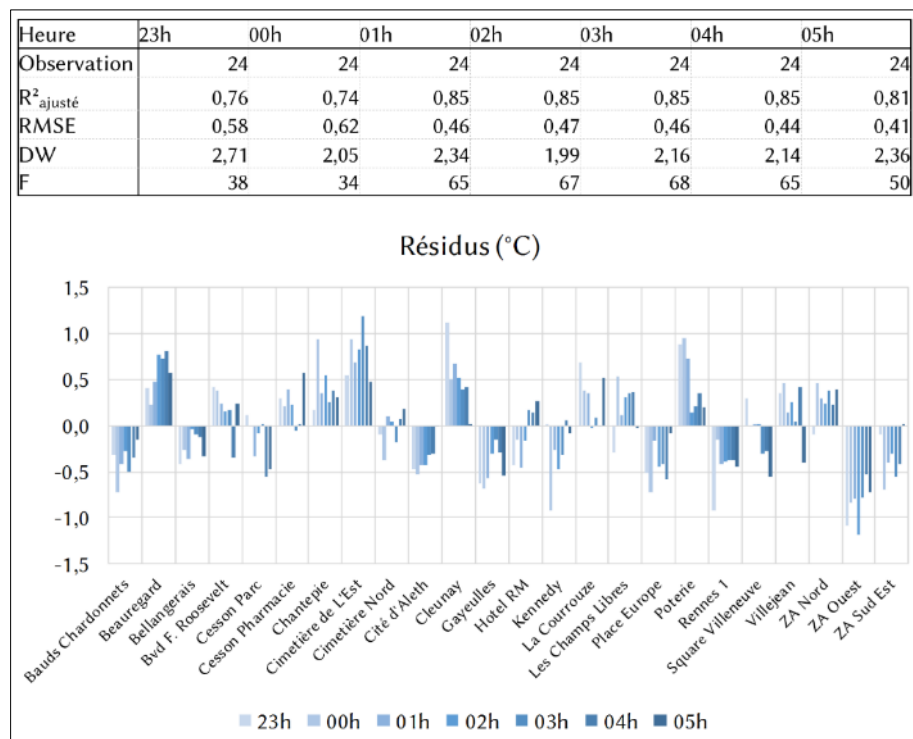 Heure 23h 00h 01h 02h 03h 04h 05h
Observation 24 24 24 24 24 24 24
R²ajusté 0,76 0,74 0,85 0,85 0,85 0,85 0,81
RMSE 0,58 0,62 0,46 0,47 0,46 0,44 0,41
DW 2,71 2,05 2,34 1,99 2,16 2,14 2,36
F 38 34 65 67 68 65 50
Résidus (°C)
1,5
1,0
0,5
0,0
-0,5
-1,0
-1,5
Bauds Chardonnets
Beauregard
Bellangerais
Bvd F. Roosevelt
Cesson Parc
Cesson Pharmacie
Chantepie
Cimetière de L'Est
Cimetière Nord
Cité d'Aleth
Cleunay
Gayeulles
Hotel RM
Kennedy
La Courrouze
Les Champs Libres
Place Europe
Poterie
Rennes 1
Square Villeneuve
Villejean
ZA Nord
ZA Ouest
ZA Sud Est
23h 00h 01h 02h 03h 04h 05h